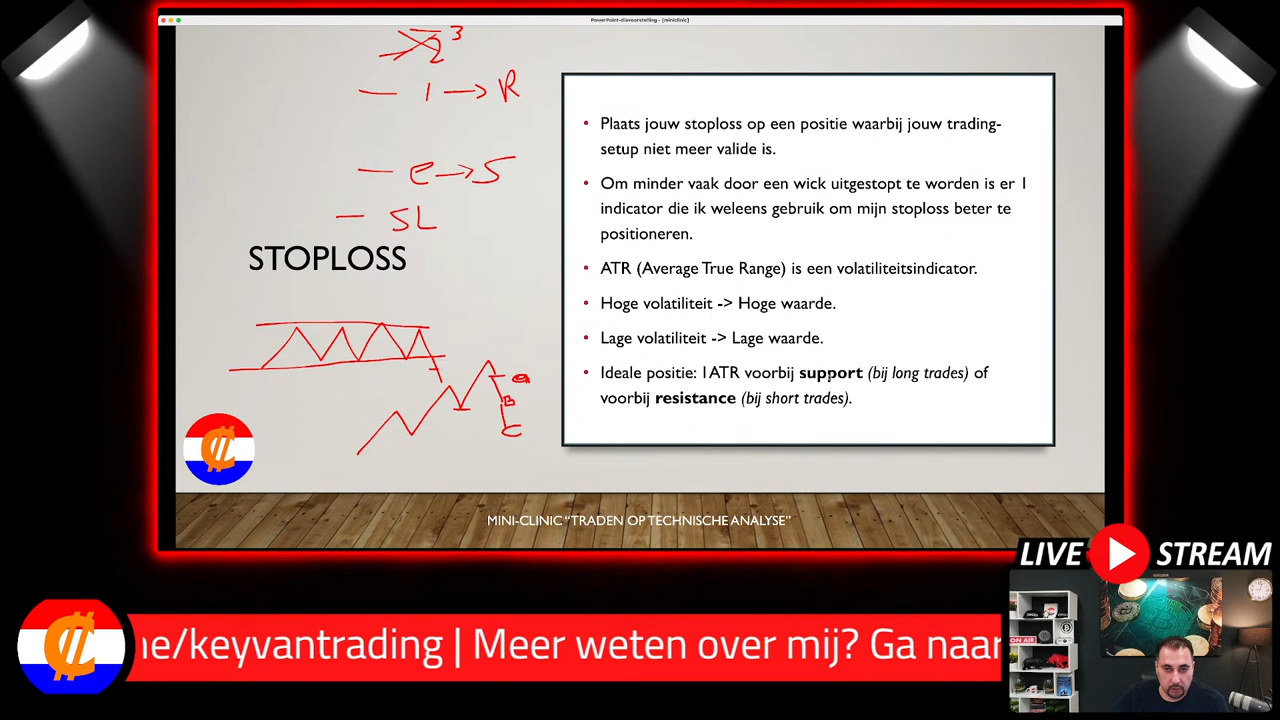 PowerPoint-diavoorstelling - [miniclinic]
3
2
— 1 → R
— e → S
— SL
STOPLOSS
B
C
• Plaats jouw stoploss op een positie waarbij jouw trading-
setup niet meer valide is.
• Om minder vaak door een wick uitgestopt te worden is er 1
indicator die ik weleens gebruik om mijn stoploss beter te
positioneren.
• ATR (Average True Range) is een volatiliteitsindicator.
• Hoge volatiliteit -> Hoge waarde.
• Lage volatiliteit -> Lage waarde.
• Ideale positie: 1ATR voorbij support (bij long trades) of
voorbij resistance (bij short trades).
MINI-CLINIC “TRADEN OP TECHNISCHE ANALYSE”
LIVE STREAM
ON AIR
ne/keyvantrading | Meer weten over mij? Ga naar